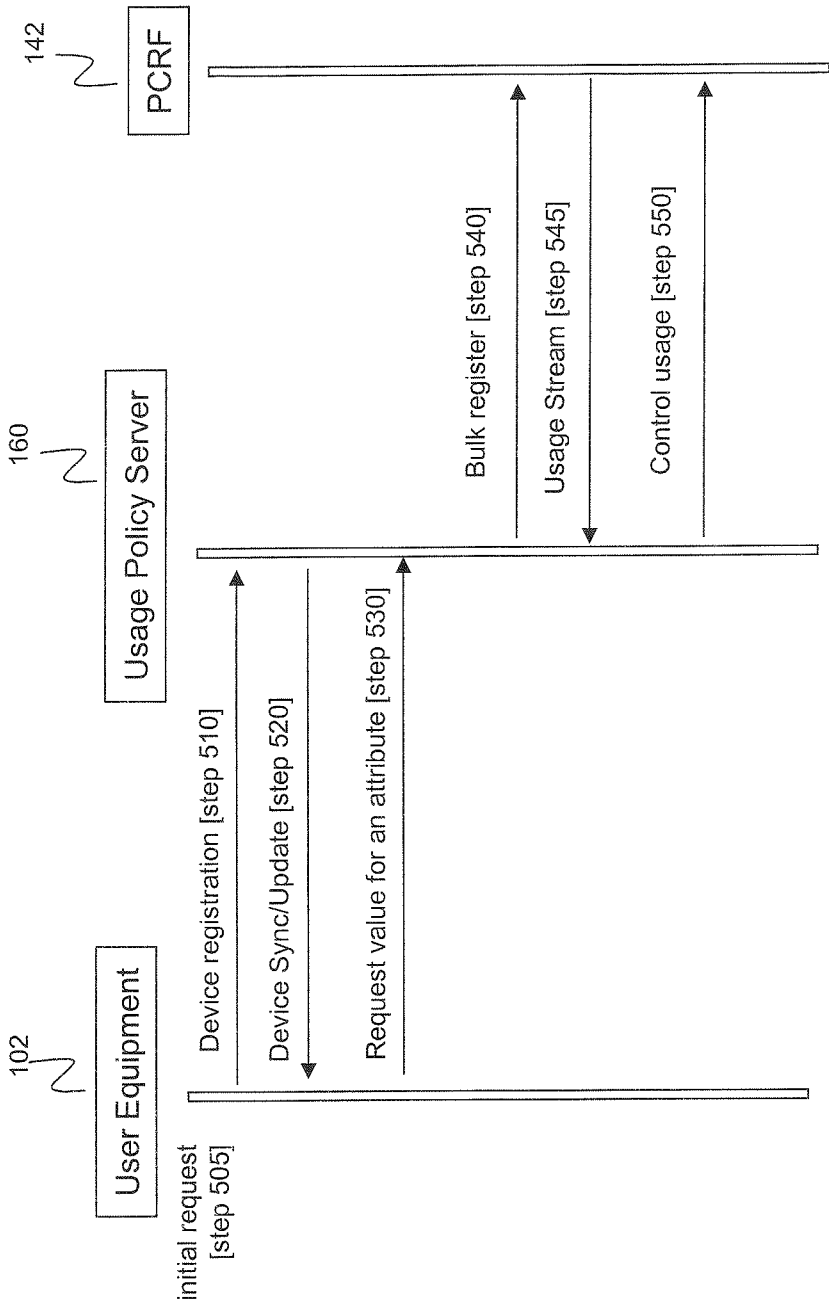 102
160
142
User Equipment
Usage Policy Server
PCRF
initial request
[step 505]
Device registration [step 510]
Device Sync/Update [step 520]
Request value for an attribute [step 530]
Bulk register [step 540]
Usage Stream [step 545]
Control usage [step 550]